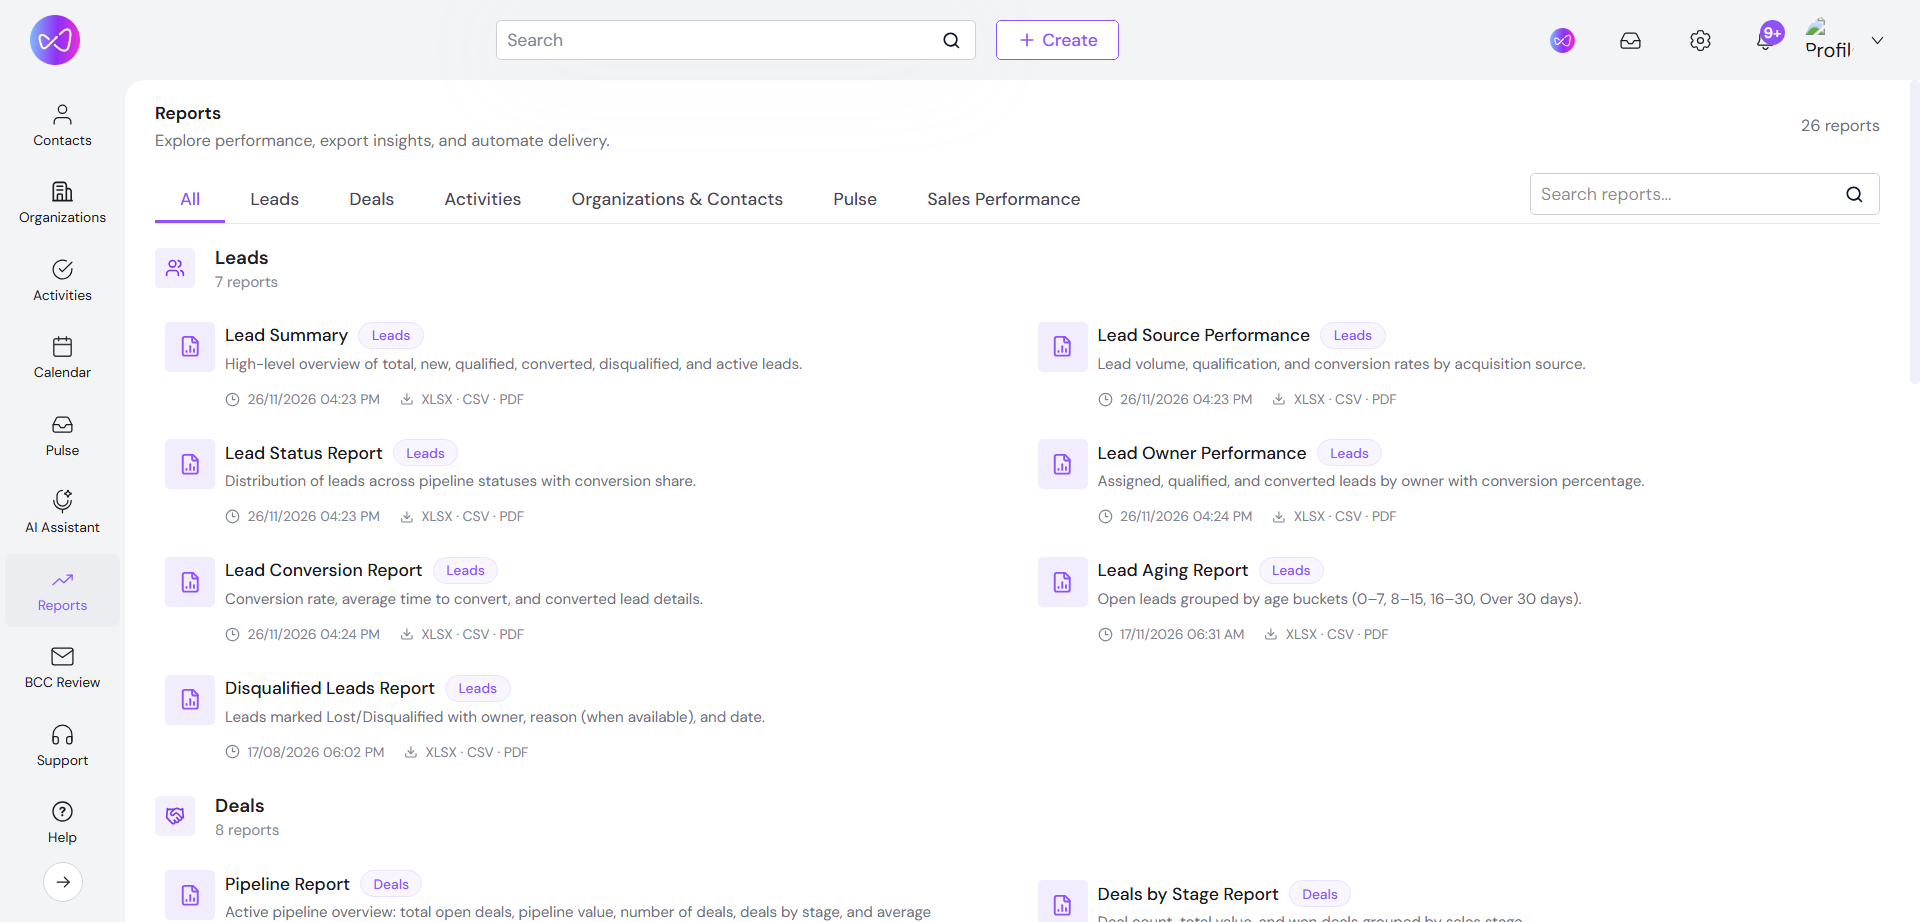 Search
Create
9+
Profil
Contacts
Organizations
Activities
Calendar
Pulse
AI Assistant
Reports
BCC Review
Support
Help
Reports
Explore performance, export insights, and automate delivery.
26 reports
All
Leads
Deals
Activities
Organizations & Contacts
Pulse
Sales Performance
Search reports...
Leads
7 reports
Lead Summary
Leads
High-level overview of total, new, qualified, converted, disqualified, and active leads.
26/11/2026 04:23 PM
XLSX · CSV · PDF
Lead Source Performance
Leads
Lead volume, qualification, and conversion rates by acquisition source.
26/11/2026 04:23 PM
XLSX · CSV · PDF
Lead Status Report
Leads
Distribution of leads across pipeline statuses with conversion share.
26/11/2026 04:23 PM
XLSX · CSV · PDF
Lead Owner Performance
Leads
Assigned, qualified, and converted leads by owner with conversion percentage.
26/11/2026 04:24 PM
XLSX · CSV · PDF
Lead Conversion Report
Leads
Conversion rate, average time to convert, and converted lead details.
26/11/2026 04:24 PM
XLSX · CSV · PDF
Lead Aging Report
Leads
Open leads grouped by age buckets (0–7, 8–15, 16–30, Over 30 days).
17/11/2026 06:31 AM
XLSX · CSV · PDF
Disqualified Leads Report
Leads
Leads marked Lost/Disqualified with owner, reason (when available), and date.
17/08/2026 06:02 PM
XLSX · CSV · PDF
Deals
8 reports
Pipeline Report
Deals
Active pipeline overview: total open deals, pipeline value, number of deals, deals by stage, and average
Deals by Stage Report
Deals
Deal count, total value, and won deals grouped by sales stage.